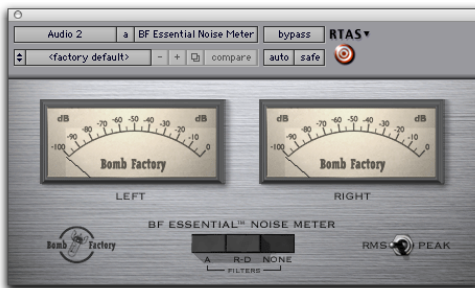 Audio 2 a BF Essential Noise Meter bypass RTAS
<factory default> - + compare auto safe
dB dB
-100 -90 -80 -70 -60 -50 -40 -30 -20 -10 0
Bomb Factory
LEFT
dB dB
-100 -90 -80 -70 -60 -50 -40 -30 -20 -10 0
Bomb Factory
RIGHT
BF ESSENTIAL™ NOISE METER
Bomb Factory
A R-D NONE
FILTERS
RMS PEAK